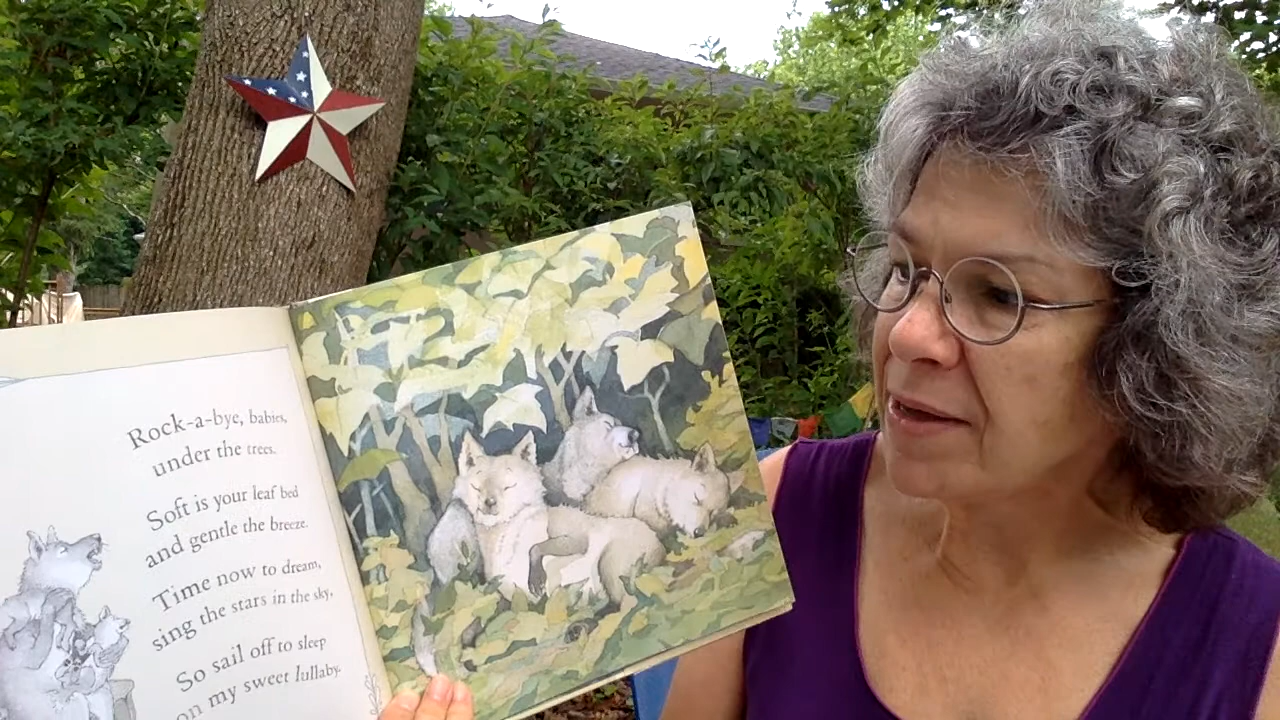 Rock-a-bye, babies,
under the trees.
Soft is your leaf bed
and gentle the breeze.
Time now to dream,
sing the stars in the sky,
So sail off to sleep
on my sweet lullaby.